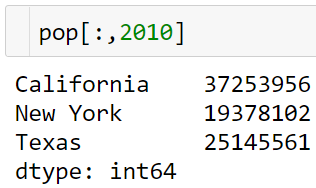 pop[:,2010]
California    37253956
New York      19378102
Texas         25145561
dtype: int64